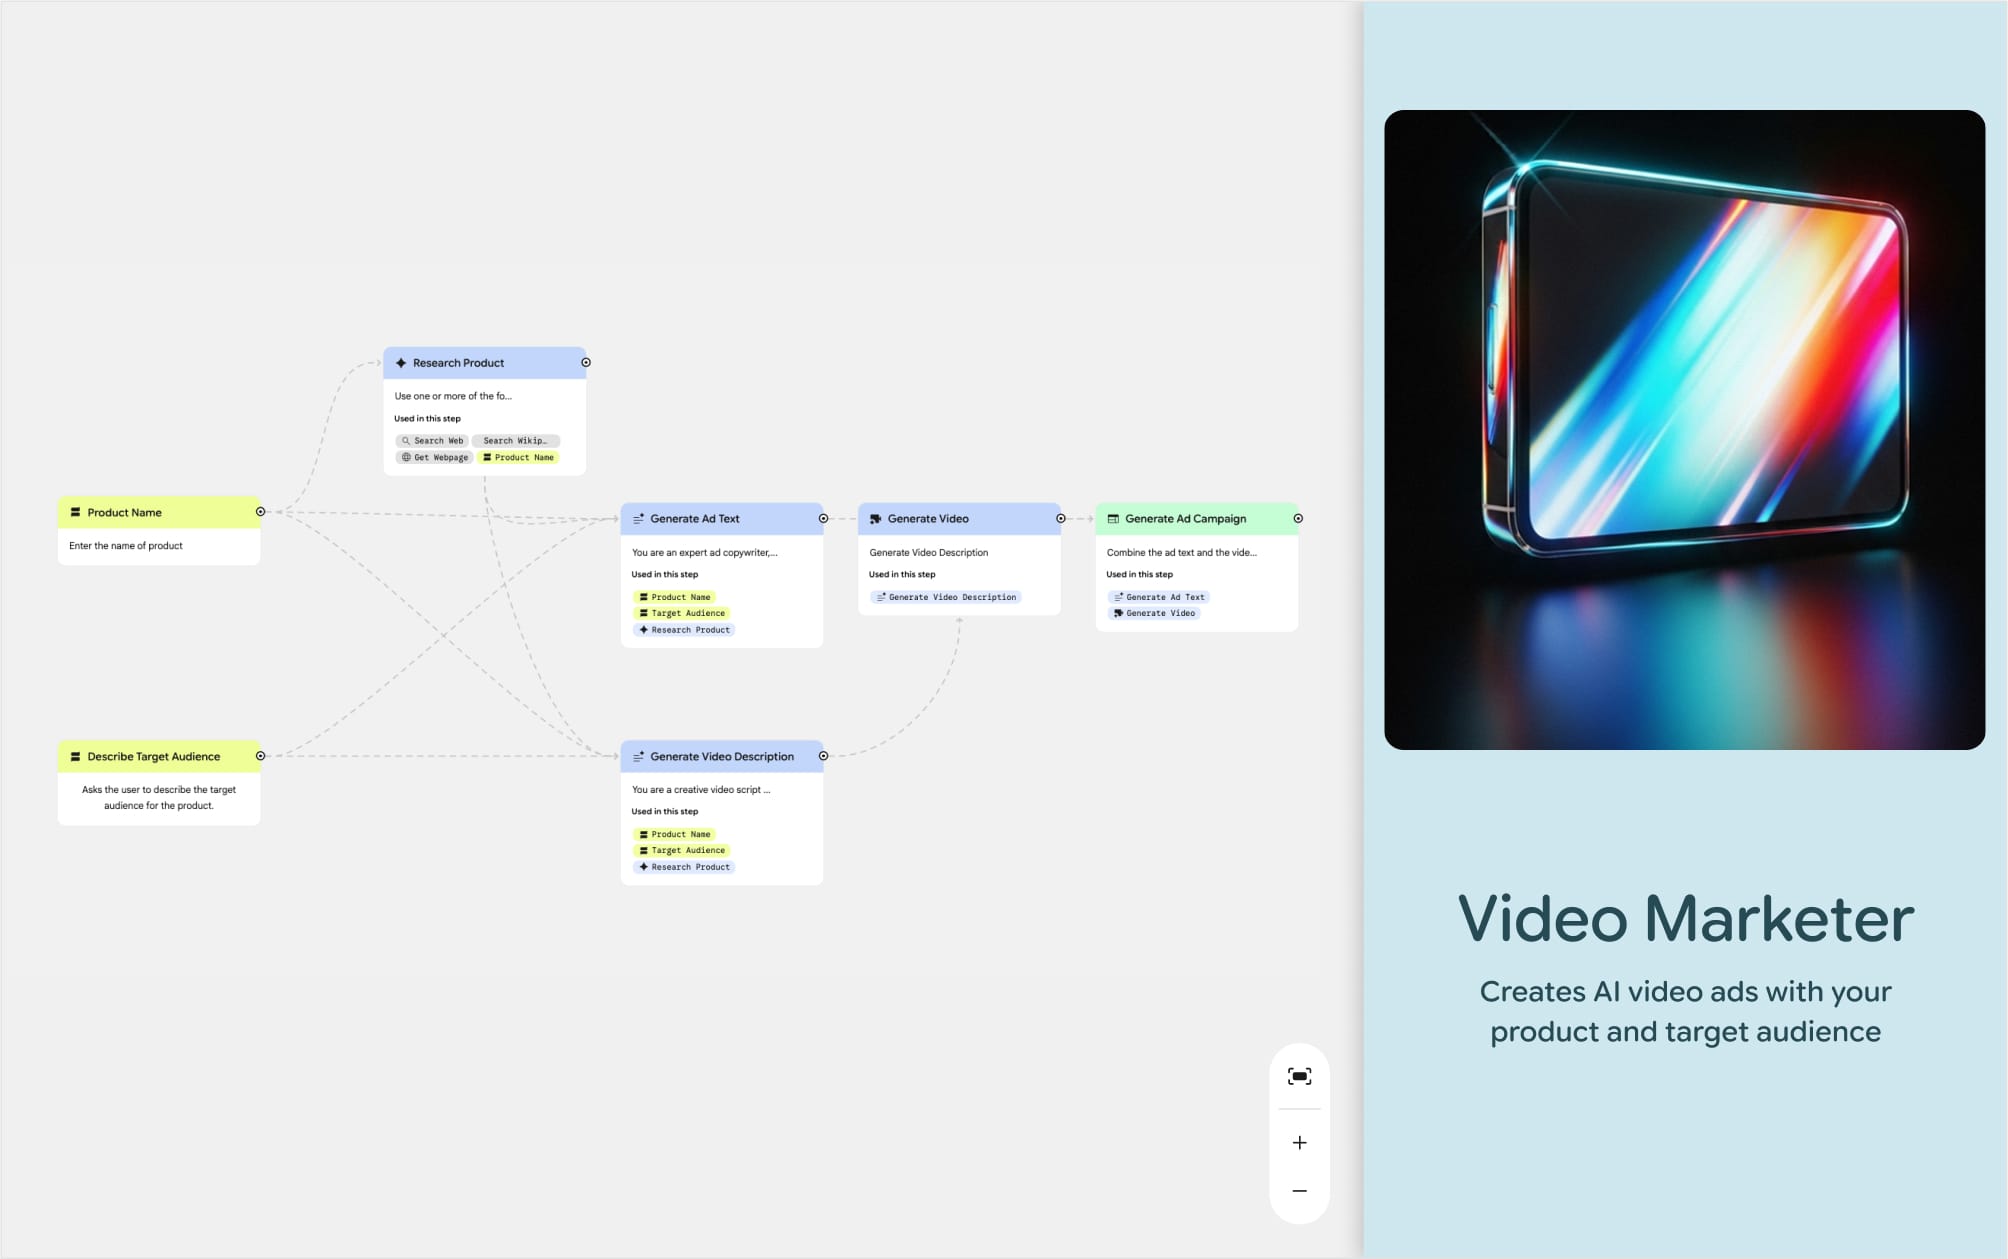 Research Product
Use one or more of the fo...
Used in this step
Search Web
Search Wikip…
Get Webpage
Product Name
Product Name
Enter the name of product
Generate Ad Text
You are an expert ad copywriter,...
Used in this step
Product Name
Target Audience
Research Product
Generate Video
Generate Video Description
Used in this step
Generate Video Description
Generate Ad Campaign
Combine the ad text and the vide...
Used in this step
Generate Ad Text
Generate Video
Describe Target Audience
Asks the user to describe the target
audience for the product.
Generate Video Description
You are a creative video script ...
Used in this step
Product Name
Target Audience
Research Product
Video Marketer
Creates AI video ads with your
product and target audience